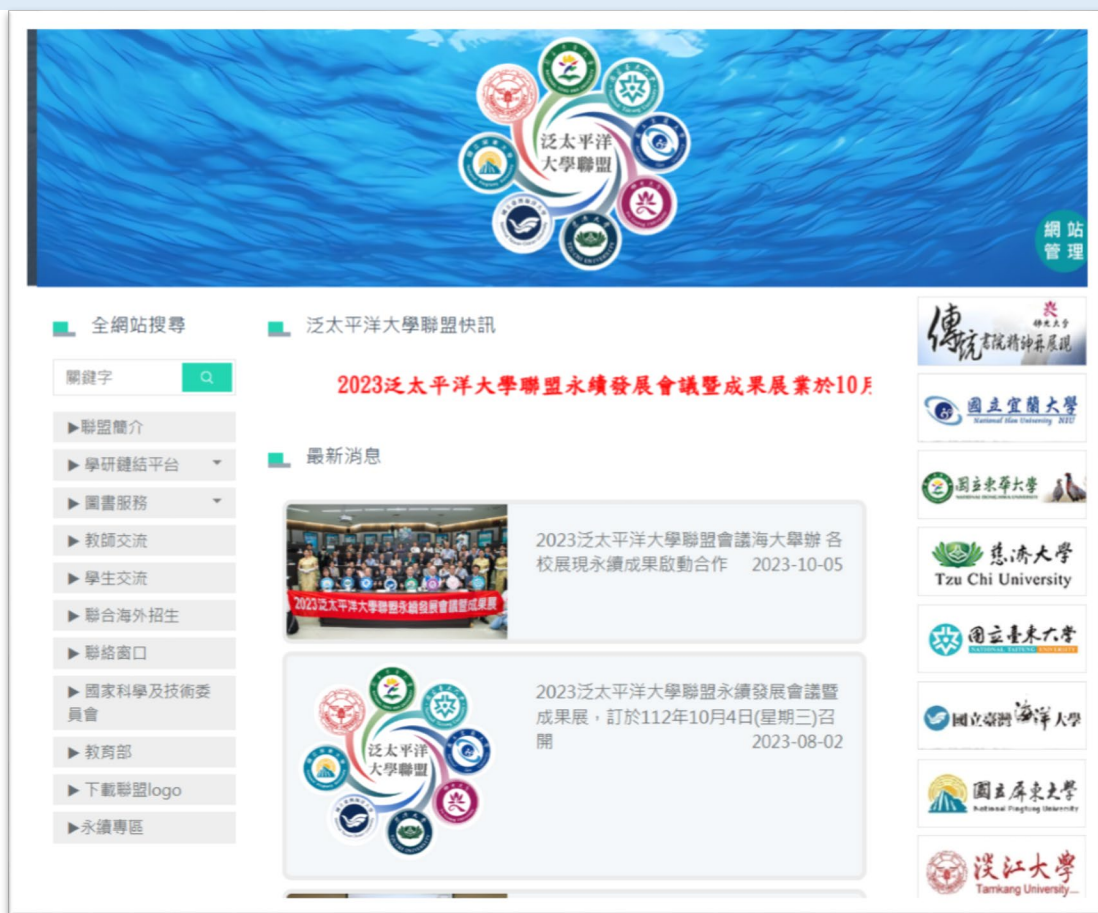 泛太平洋
大學聯盟
網 站
管 理
全網站搜尋
關鍵字
▶聯盟簡介
▶ 學研鏈結平台
▶ 圖書服務
▶ 教師交流
▶ 學生交流
▶ 聯合海外招生
▶ 聯絡窗口
▶ 國家科學及技術委
員會
▶ 教育部
▶ 下載聯盟logo
▶永續專區
泛太平洋大學聯盟快訊
2023泛太平洋大學聯盟永續發展會議暨成果展業於10月
最新消息
2023泛太平洋大學聯盟永續發展會議暨成果展
2023泛太平洋大學聯盟會議海大舉辦 各
校展現永續成果啟動合作 2023-10-05
泛太平洋
大學聯盟
2023泛太平洋大學聯盟永續發展會議暨
成果展，訂於112年10月4日(星期三)召
開 2023-08-02
佛光大學
傳統書院精神再展現
國立宜蘭大學
National Ilan University NIU
國立東華大學
NATIONAL DONG HWA UNIVERSITY
慈濟大學
Tzu Chi University
國立臺東大學
NATIONAL TAITUNG UNIVERSITY
國立臺灣海洋大學
國立屏東大學
National Pingtung University
淡江大學
Tamkang University